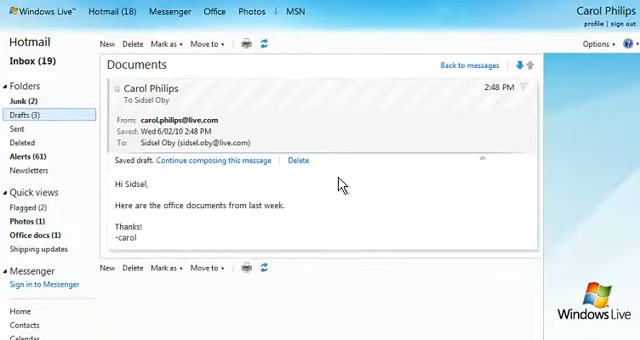 Windows Live™ Hotmail (18) Messenger Office Photos | MSN
Carol Philips
profile | sign out
Hotmail
Inbox (19)
Folders
Junk (2)
Drafts (3)
Sent
Deleted
Alerts (61)
Newsletters
Quick views
Flagged (2)
Photos (1)
Office docs (1)
Shipping updates
Messenger
Sign in to Messenger
Home
Contacts
Calendar
New Delete Mark as Move to
Options
Documents
Back to messages
Carol Philips
2:48 PM
To Sidsel Oby
From: carol.philips@live.com
Saved: Wed 6/02/10 2:48 PM
To: Sidsel Oby (sidsel.oby@live.com)
Saved draft. Continue composing this message | Delete
Hi Sidsel,
Here are the office documents from last week.
Thanks!
-carol
New Delete Mark as Move to
Windows Live